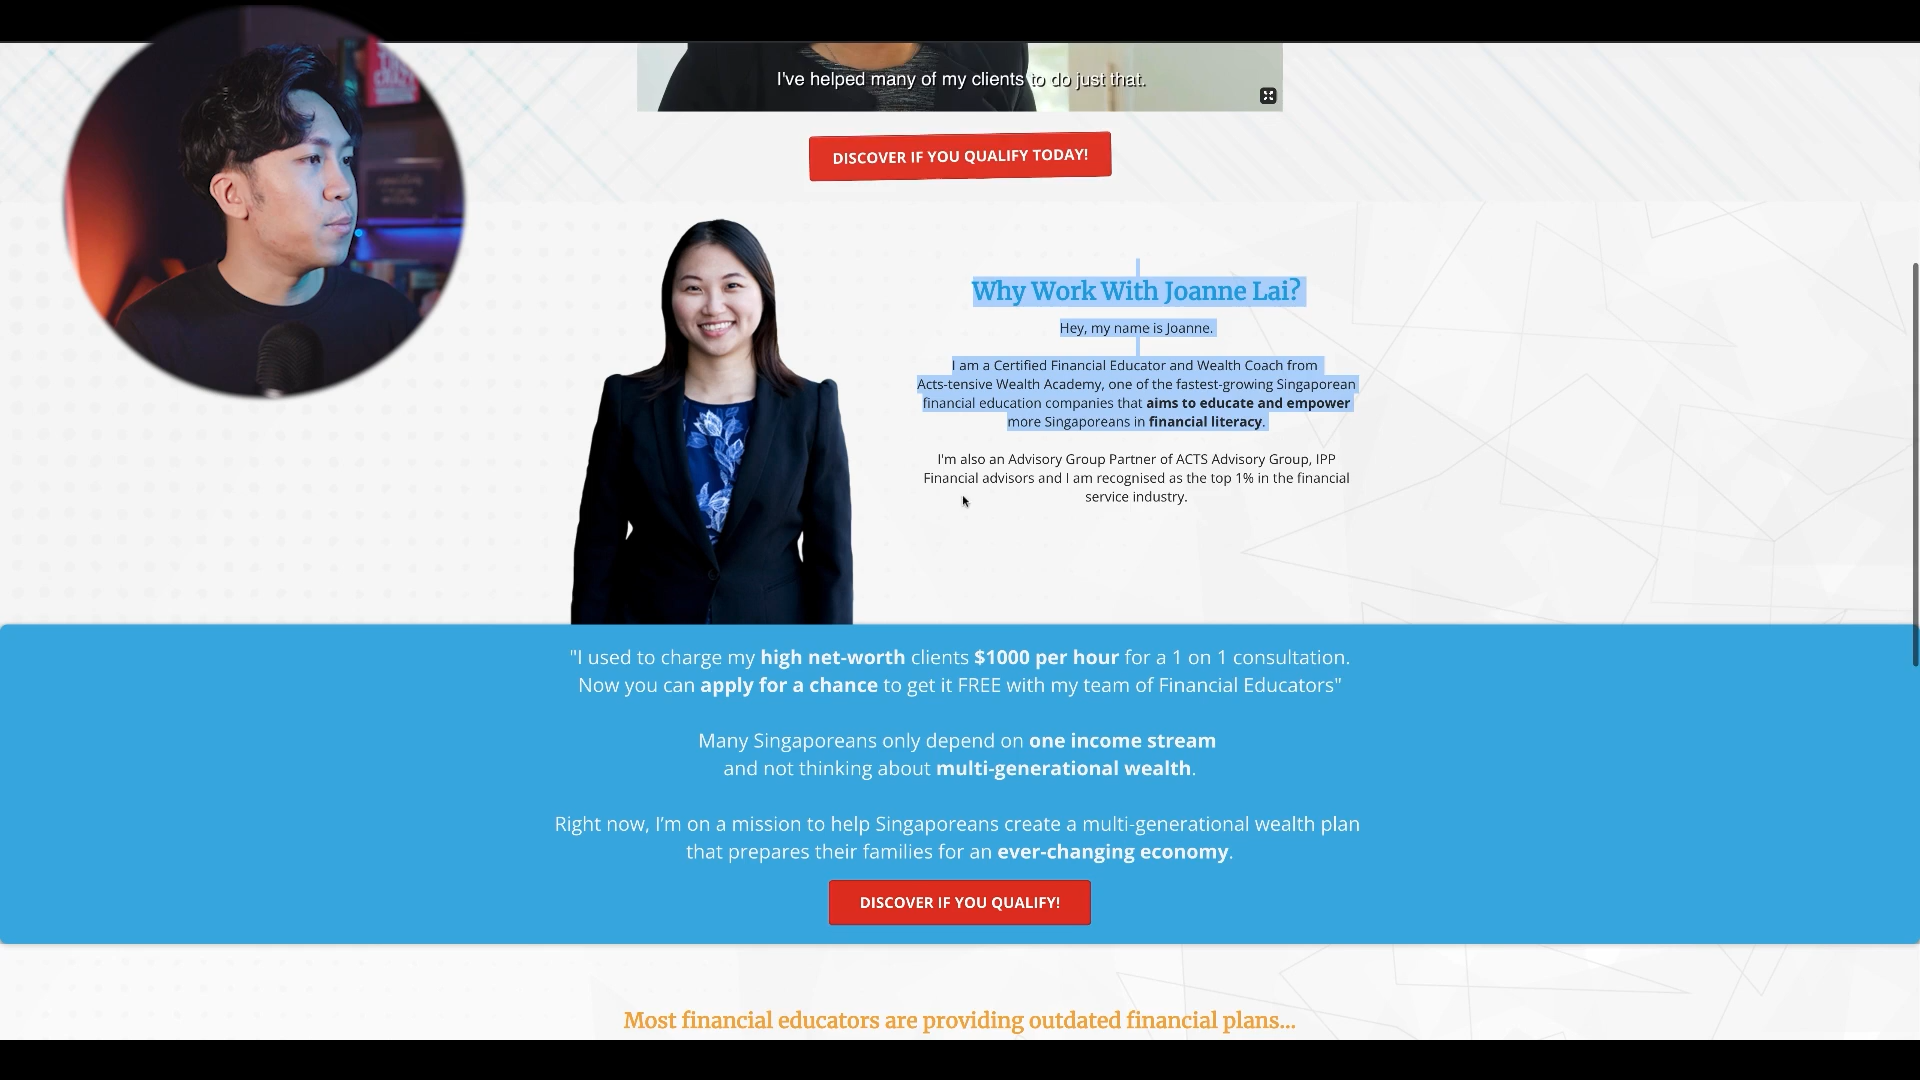 I've helped many of my clients to do just that.
DISCOVER IF YOU QUALIFY TODAY!
Why Work With Joanne Lai?
Hey, my name is Joanne.
I am a Certified Financial Educator and Wealth Coach from
Acts-tensive Wealth Academy, one of the fastest-growing Singaporean
financial education companies that aims to educate and empower
more Singaporeans in financial literacy.
I'm also an Advisory Group Partner of ACTS Advisory Group, IPP
Financial advisors and I am recognised as the top 1% in the financial
service industry.
"I used to charge my high net-worth clients $1000 per hour for a 1 on 1 consultation.
Now you can apply for a chance to get it FREE with my team of Financial Educators"
Many Singaporeans only depend on one income stream
and not thinking about multi-generational wealth.
Right now, I’m on a mission to help Singaporeans create a multi-generational wealth plan
that prepares their families for an ever-changing economy.
DISCOVER IF YOU QUALIFY!
Most financial educators are providing outdated financial plans...